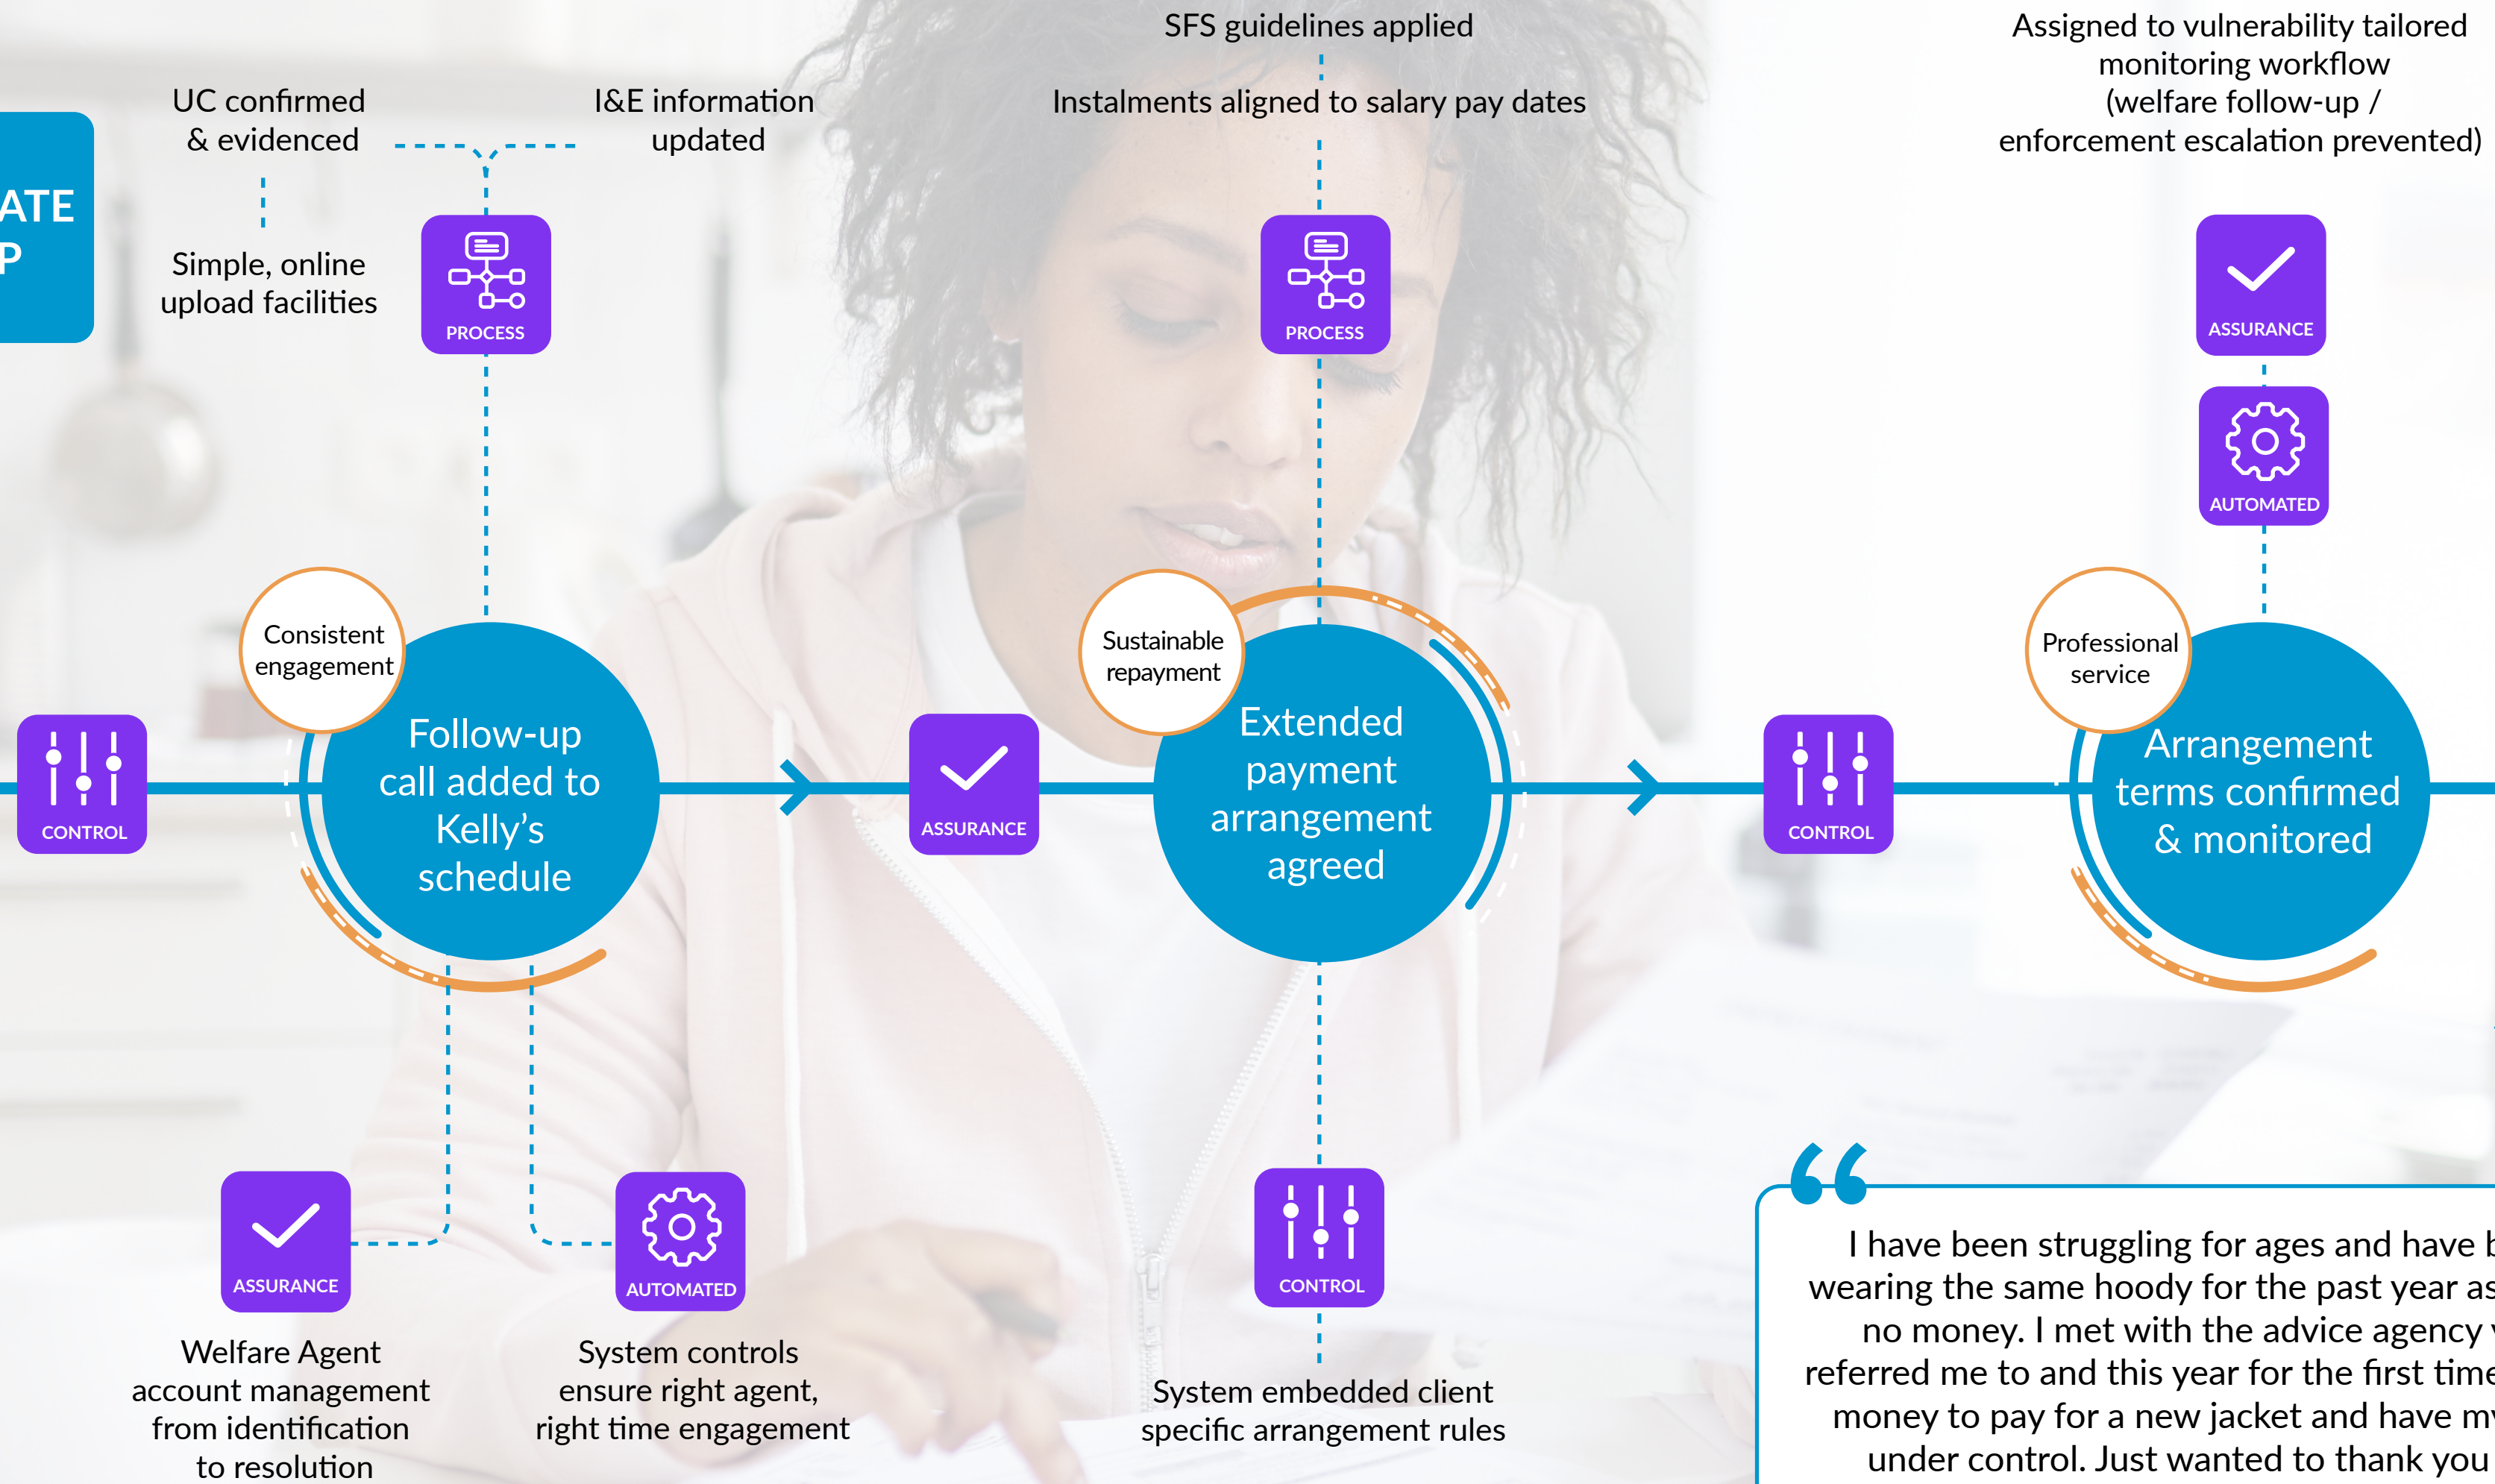 SFS guidelines applied
Instalments aligned to salary pay dates
Assigned to vulnerability tailored
monitoring workflow
(welfare follow-up /
enforcement escalation prevented)
UC confirmed
& evidenced
I&E information
updated
ATE
P
Simple, online
upload facilities
PROCESS
PROCESS
ASSURANCE
AUTOMATED
Consistent
engagement
Sustainable
repayment
Professional
service
CONTROL
Follow-up
call added to
Kelly’s
schedule
ASSURANCE
Extended
payment
arrangement
agreed
CONTROL
Arrangement
terms confirmed
& monitored
ASSURANCE
Welfare Agent
account management
from identification
to resolution
AUTOMATED
System controls
ensure right agent,
right time engagement
CONTROL
System embedded client
specific arrangement rules
“
I have been struggling for ages and have
wearing the same hoody for the past year as
no money. I met with the advice agency
referred me to and this year for the first time
money to pay for a new jacket and have my
under control. Just wanted to thank you